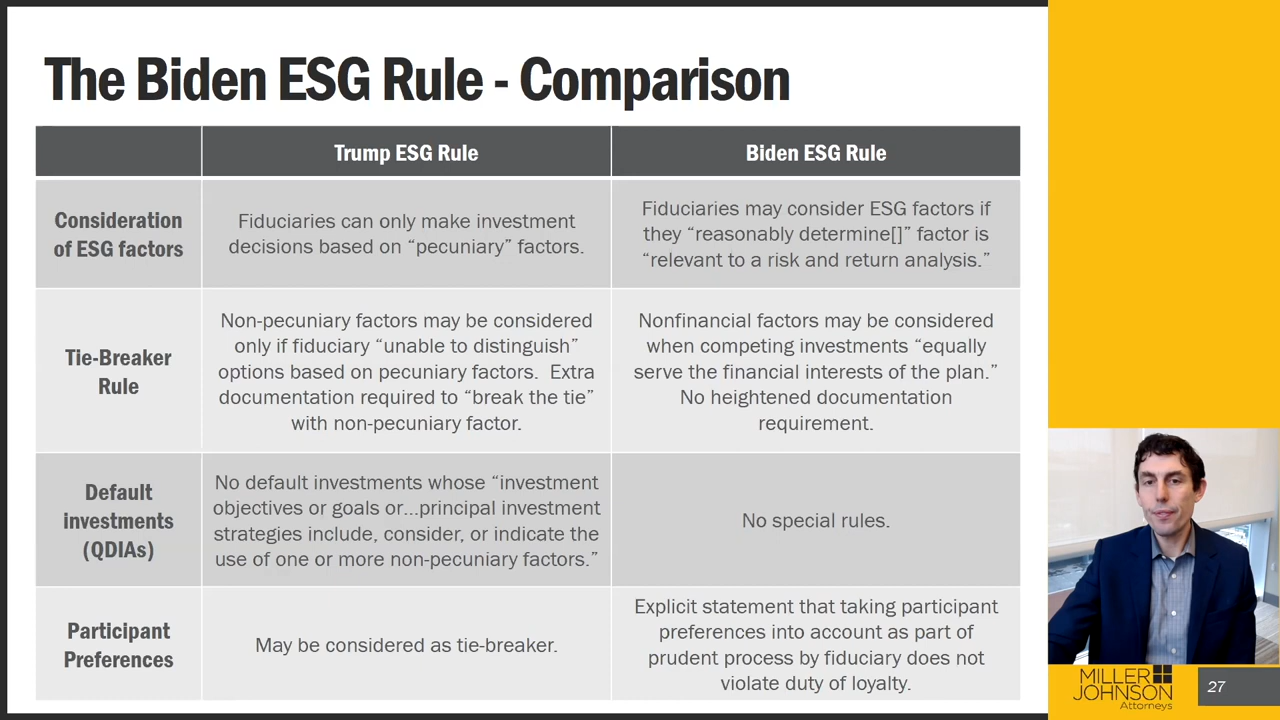 The Biden ESG Rule - Comparison
Trump ESG Rule
Biden ESG Rule
Consideration
of ESG factors
Fiduciaries can only make investment
decisions based on “pecuniary” factors.
Fiduciaries may consider ESG factors if
they “reasonably determine[]” factor is
“relevant to a risk and return analysis.”
Tie-Breaker
Rule
Non-pecuniary factors may be considered
only if fiduciary “unable to distinguish”
options based on pecuniary factors. Extra
documentation required to “break the tie”
with non-pecuniary factor.
Nonfinancial factors may be considered
when competing investments “equally
serve the financial interests of the plan.”
No heightened documentation
requirement.
Default
investments
(QDIAs)
No default investments whose “investment
objectives or goals or…principal investment
strategies include, consider, or indicate the
use of one or more non-pecuniary factors.”
No special rules.
Participant
Preferences
May be considered as tie-breaker.
Explicit statement that taking participant
preferences into account as part of
prudent process by fiduciary does not
violate duty of loyalty.
MILLER
JOHNSON
Attorneys
27